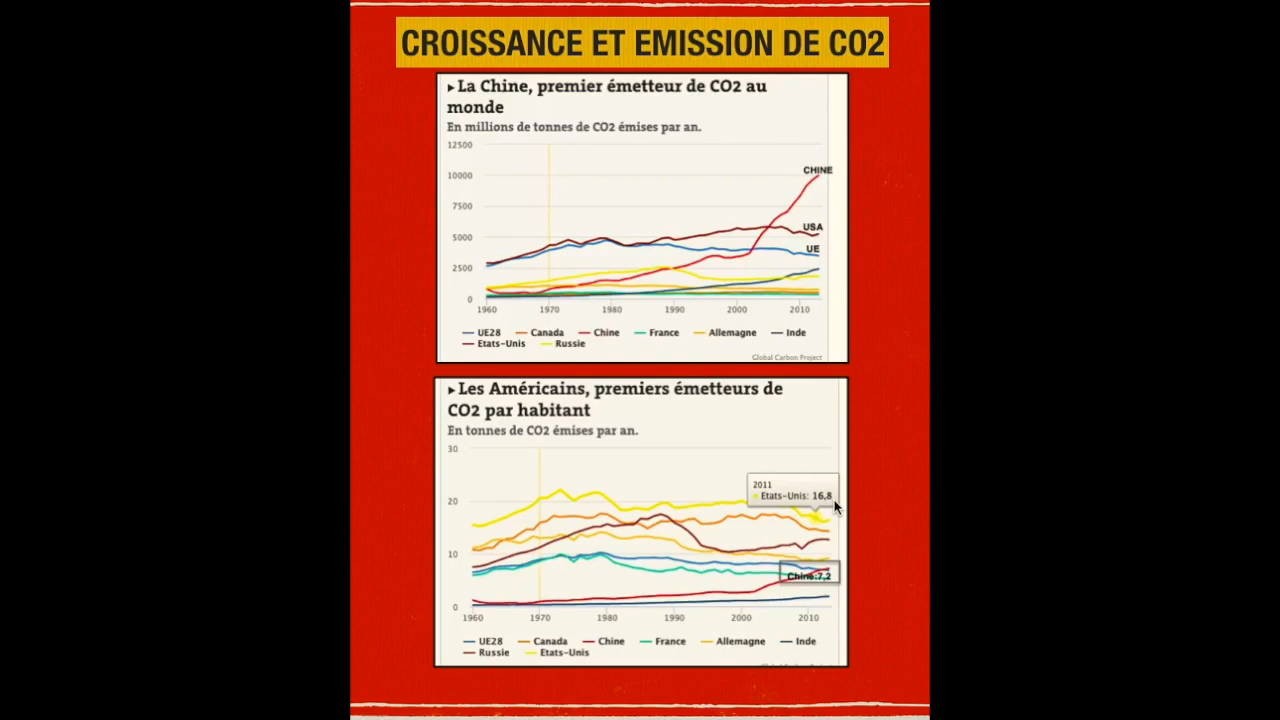 CROISSANCE ET EMISSION DE CO2
▸La Chine, premier émetteur de CO2 au
monde
En millions de tonnes de CO2 émises par an.
12500
10000
7500
5000
2500
0
CHINE
USA
UE
1960 1970 1980 1990 2000 2010
UE28 Canada Chine France Allemagne Inde
Etats-Unis Russie
Global Carbon Project
▸Les Américains, premiers émetteurs de
CO2 par habitant
En tonnes de CO2 émises par an.
30
20
10
0
2011
Etats-Unis: 16,8
Chine:7,2
1960 1970 1980 1990 2000 2010
UE28 Canada Chine France Allemagne Inde
Russie Etats-Unis